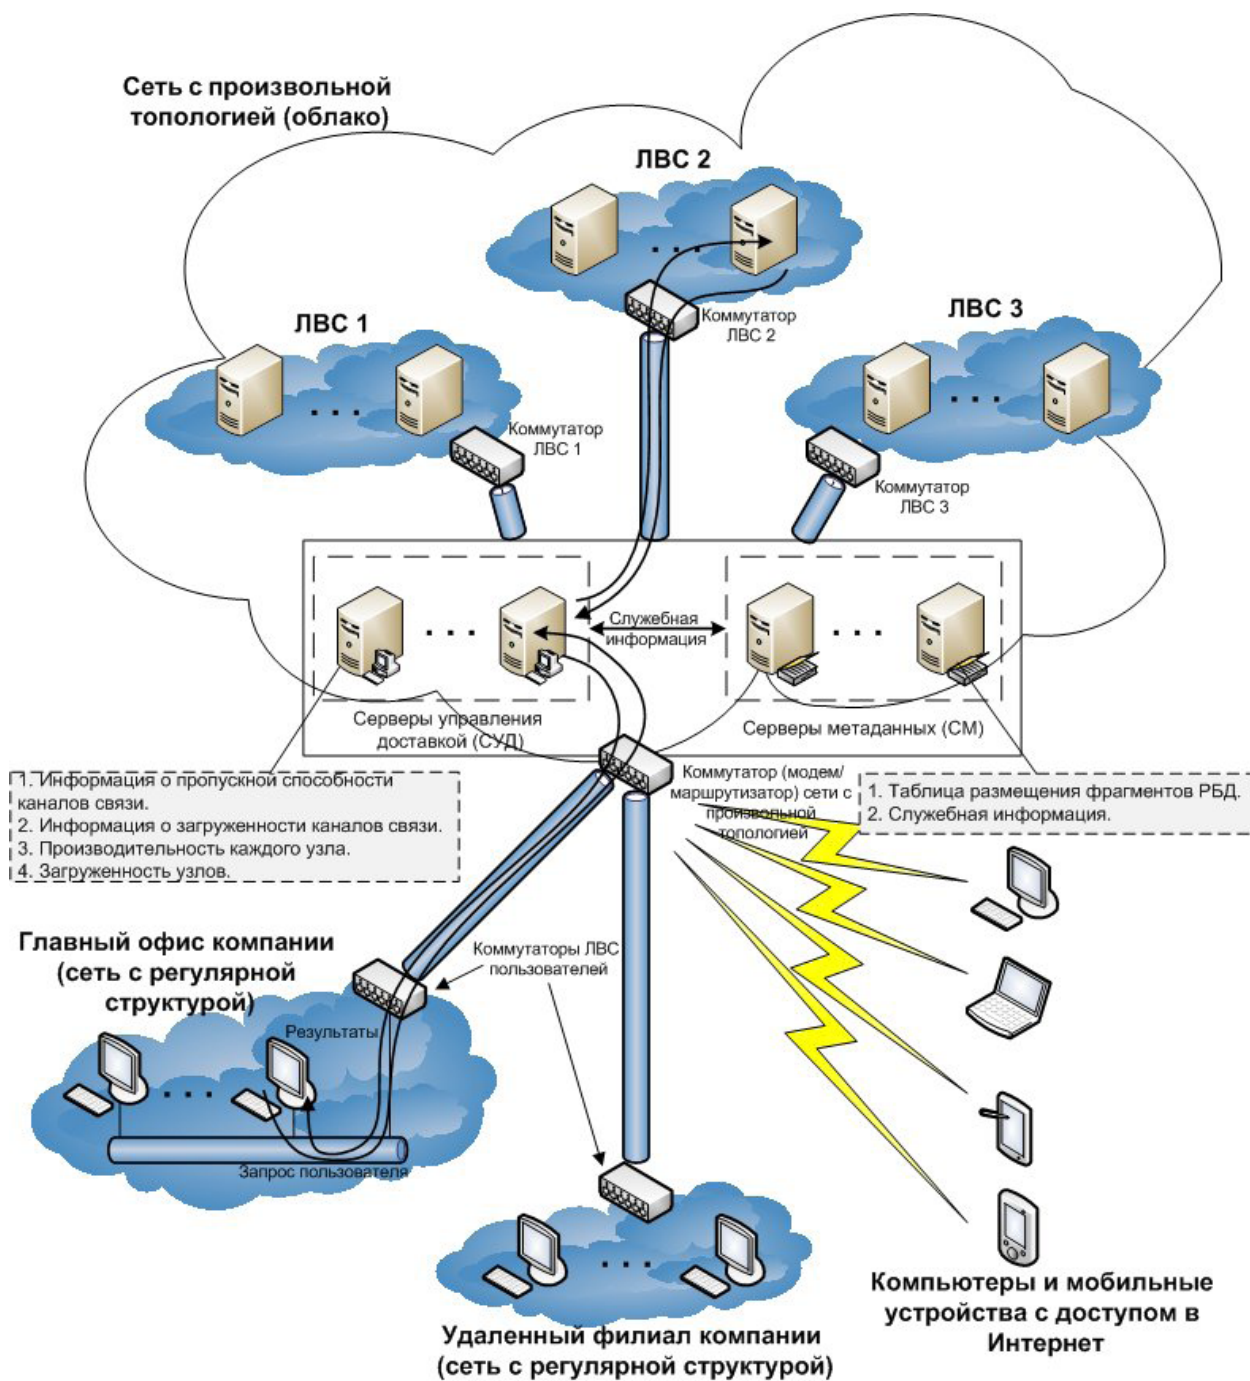 Сеть с произвольной
топологией (облако)
ЛВС 2
Коммутатор
ЛВС 2
ЛВС 1
Коммутатор
ЛВС 1
ЛВС 3
Коммутатор
ЛВС 3
Служебная
информация
Серверы управления
доставкой (СУД)
Серверы метаданных (СМ)
1. Информация о пропускной способности
каналов связи.
2. Информация о загруженности каналов связи.
3. Производительность каждого узла.
4. Загруженность узлов.
Коммутатор (модем/
маршрутизатор) сети с
произвольной
топологией
1. Таблица размещения фрагментов РБД.
2. Служебная информация.
Главный офис компании
(сеть с регулярной
структурой)
Коммутаторы ЛВС
пользователей
Результаты
Запрос пользователя
Удаленный филиал компании
(сеть с регулярной структурой)
Компьютеры и мобильные
устройства с доступом в
Интернет